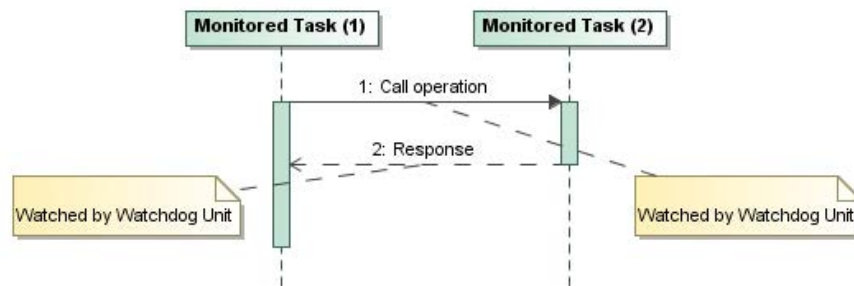 Monitored Task (1)
Monitored Task (2)
1: Call operation
2: Response
Watched by Watchdog Unit
Watched by Watchdog Unit